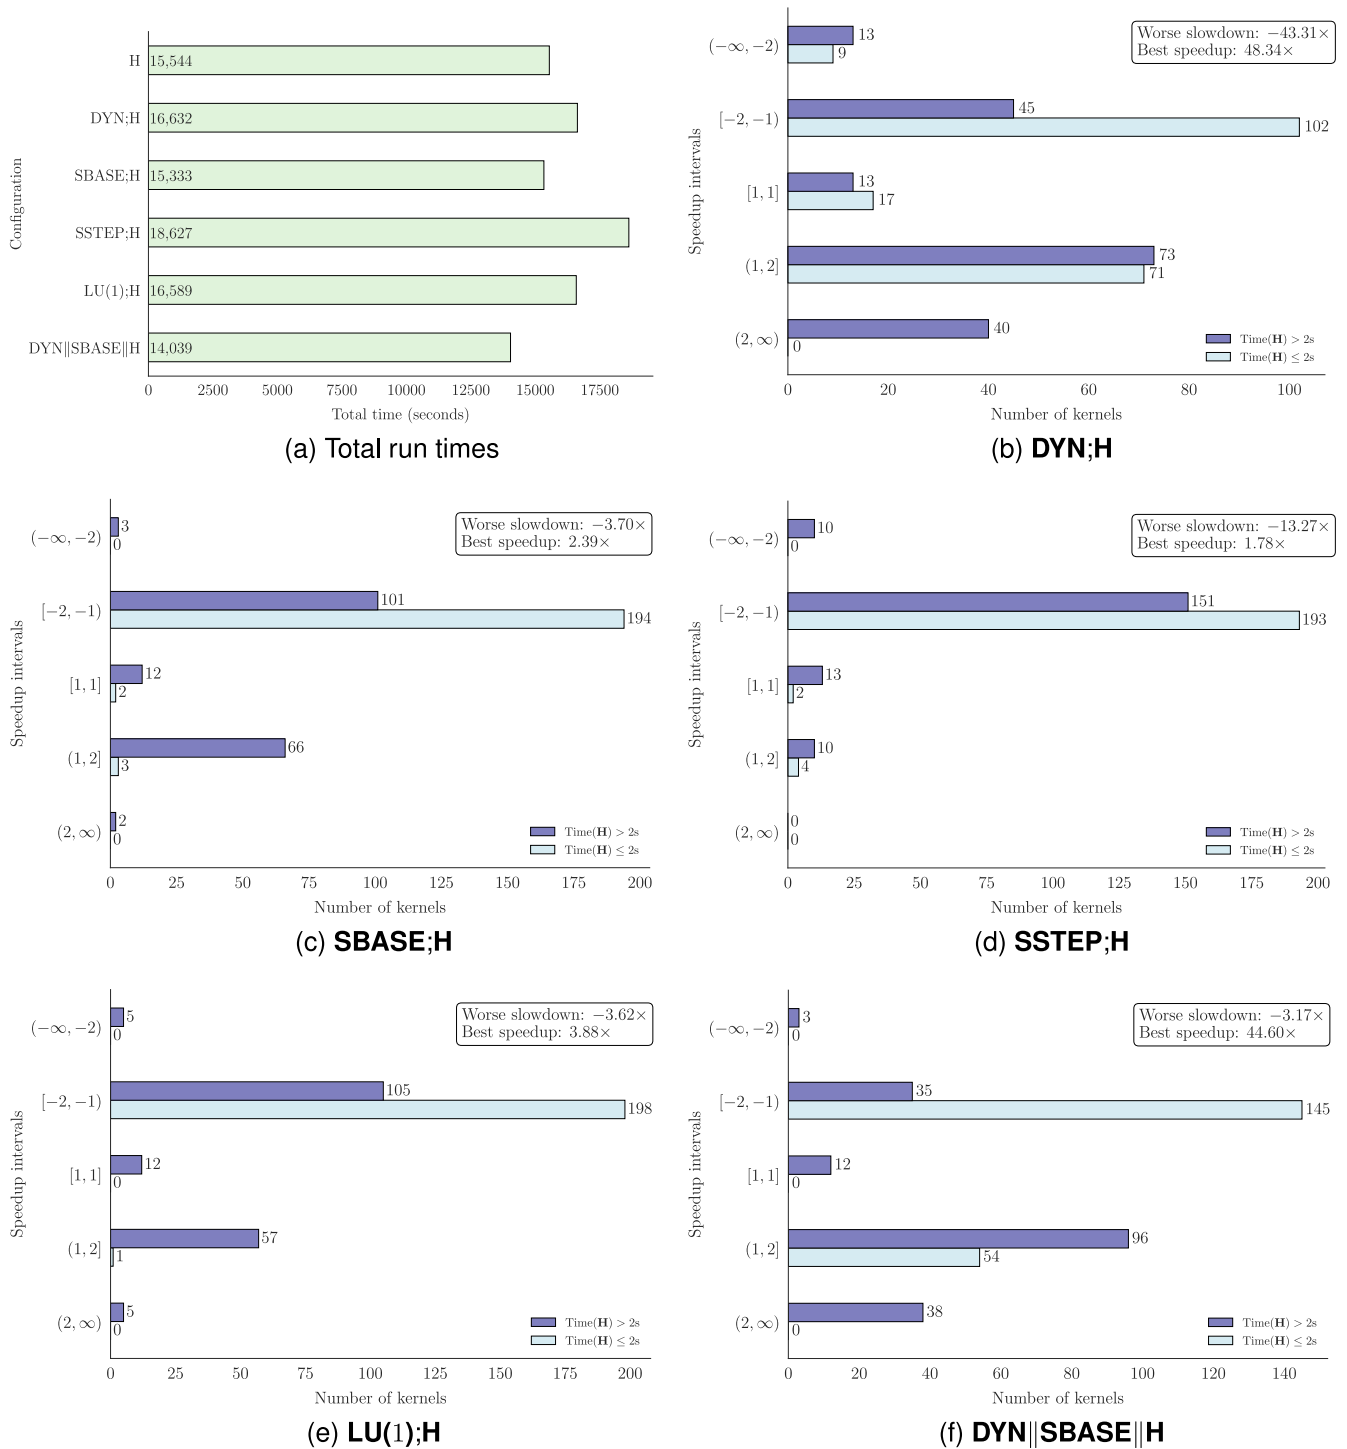 Configuration
H
15,544
DYN;H
16,632
SBASE;H
15,333
SSTEP;H
18,627
LU(1);H
16,589
DYN||SBASE||H
14,039
0 2500 5000 7500 10000 12500 15000 17500
Total time (seconds)
(a) Total run times
Speedup intervals
Worse slowdown: −43.31×
Best speedup: 48.34×
(−∞, −2)
13
9
[−2, −1)
45
102
[1, 1]
13
17
(1, 2]
73
71
(2, ∞)
40
0
Time(H) > 2s
Time(H) ≤ 2s
0 20 40 60 80 100
Number of kernels
(b) DYN;H
Speedup intervals
Worse slowdown: −3.70×
Best speedup: 2.39×
(−∞, −2)
3
0
[−2, −1)
101
194
[1, 1]
12
2
(1, 2]
66
3
(2, ∞)
2
0
Time(H) > 2s
Time(H) ≤ 2s
0 25 50 75 100 125 150 175 200
Number of kernels
(c) SBASE;H
Speedup intervals
Worse slowdown: −13.27×
Best speedup: 1.78×
(−∞, −2)
10
0
[−2, −1)
151
193
[1, 1]
13
2
(1, 2]
10
4
(2, ∞)
0
0
Time(H) > 2s
Time(H) ≤ 2s
0 25 50 75 100 125 150 175 200
Number of kernels
(d) SSTEP;H
Speedup intervals
Worse slowdown: −3.62×
Best speedup: 3.88×
(−∞, −2)
5
0
[−2, −1)
105
198
[1, 1]
12
0
(1, 2]
57
1
(2, ∞)
5
0
Time(H) > 2s
Time(H) ≤ 2s
0 25 50 75 100 125 150 175 200
Number of kernels
(e) LU(1);H
Speedup intervals
Worse slowdown: −3.17×
Best speedup: 44.60×
(−∞, −2)
3
0
[−2, −1)
35
145
[1, 1]
12
0
(1, 2]
96
54
(2, ∞)
38
0
Time(H) > 2s
Time(H) ≤ 2s
0 20 40 60 80 100 120 140
Number of kernels
(f) DYN||SBASE||H